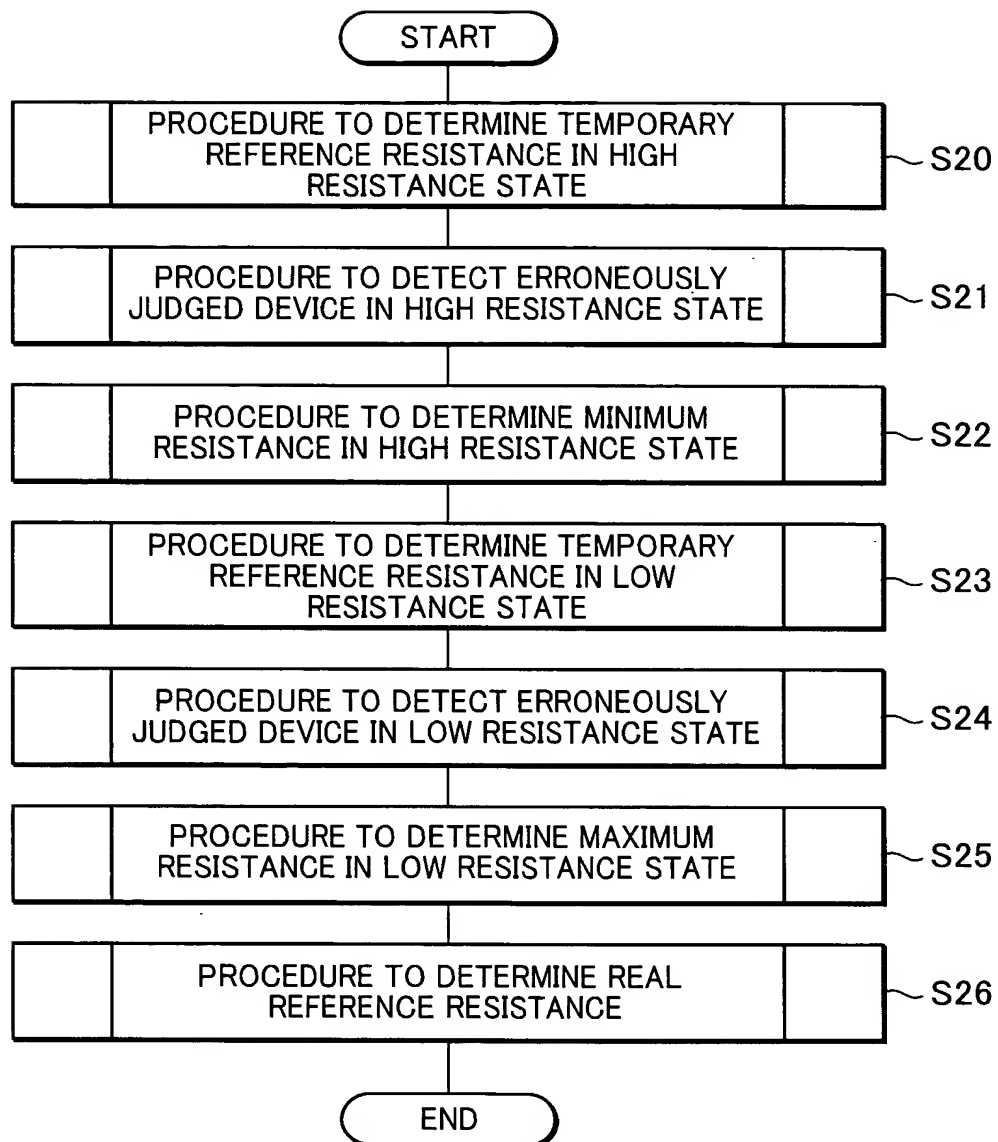 START
PROCEDURE TO DETERMINE TEMPORARY
REFERENCE RESISTANCE IN HIGH
RESISTANCE STATE
S20
PROCEDURE TO DETECT ERRONEOUSLY
JUDGED DEVICE IN HIGH RESISTANCE STATE
S21
PROCEDURE TO DETERMINE MINIMUM
RESISTANCE IN HIGH RESISTANCE STATE
S22
PROCEDURE TO DETERMINE TEMPORARY
REFERENCE RESISTANCE IN LOW
RESISTANCE STATE
S23
PROCEDURE TO DETECT ERRONEOUSLY
JUDGED DEVICE IN LOW RESISTANCE STATE
S24
PROCEDURE TO DETERMINE MAXIMUM
RESISTANCE IN LOW RESISTANCE STATE
S25
PROCEDURE TO DETERMINE REAL
REFERENCE RESISTANCE
S26
END